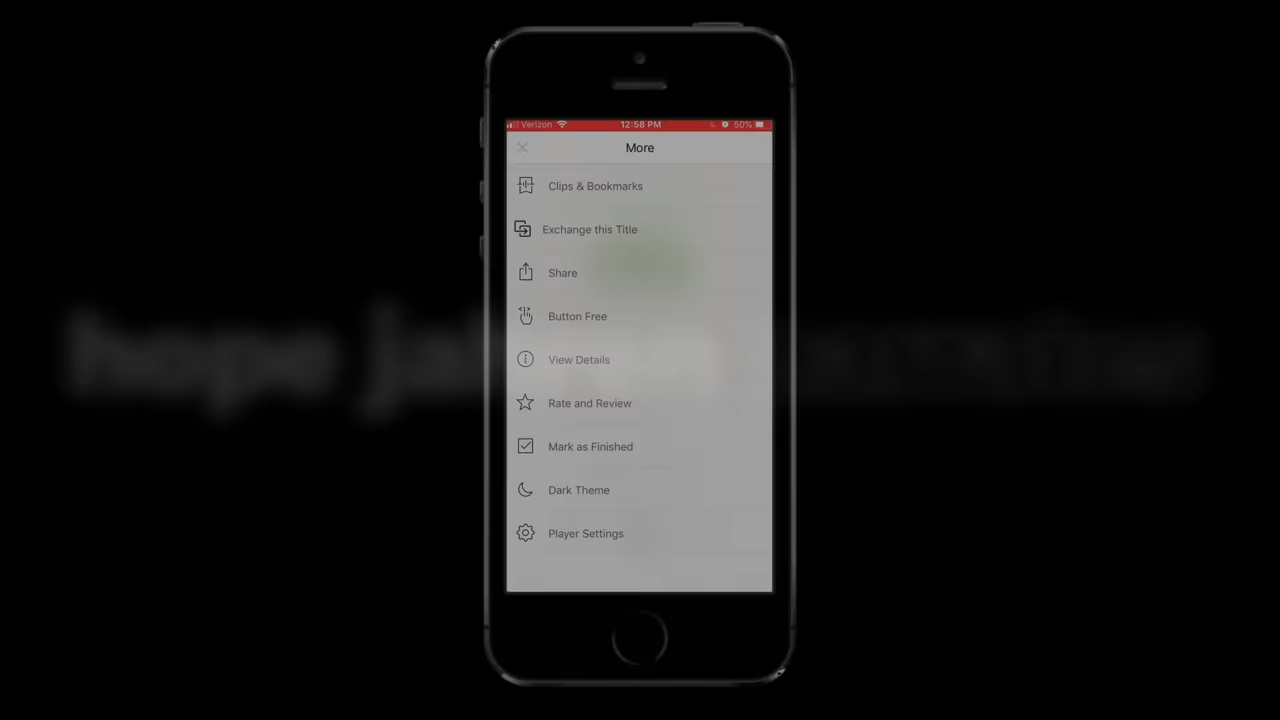 Verizon 12:58 PM 50%
More
Clips & Bookmarks
Exchange this Title
Share
Button Free
View Details
Rate and Review
Mark as Finished
Dark Theme
Player Settings
hope